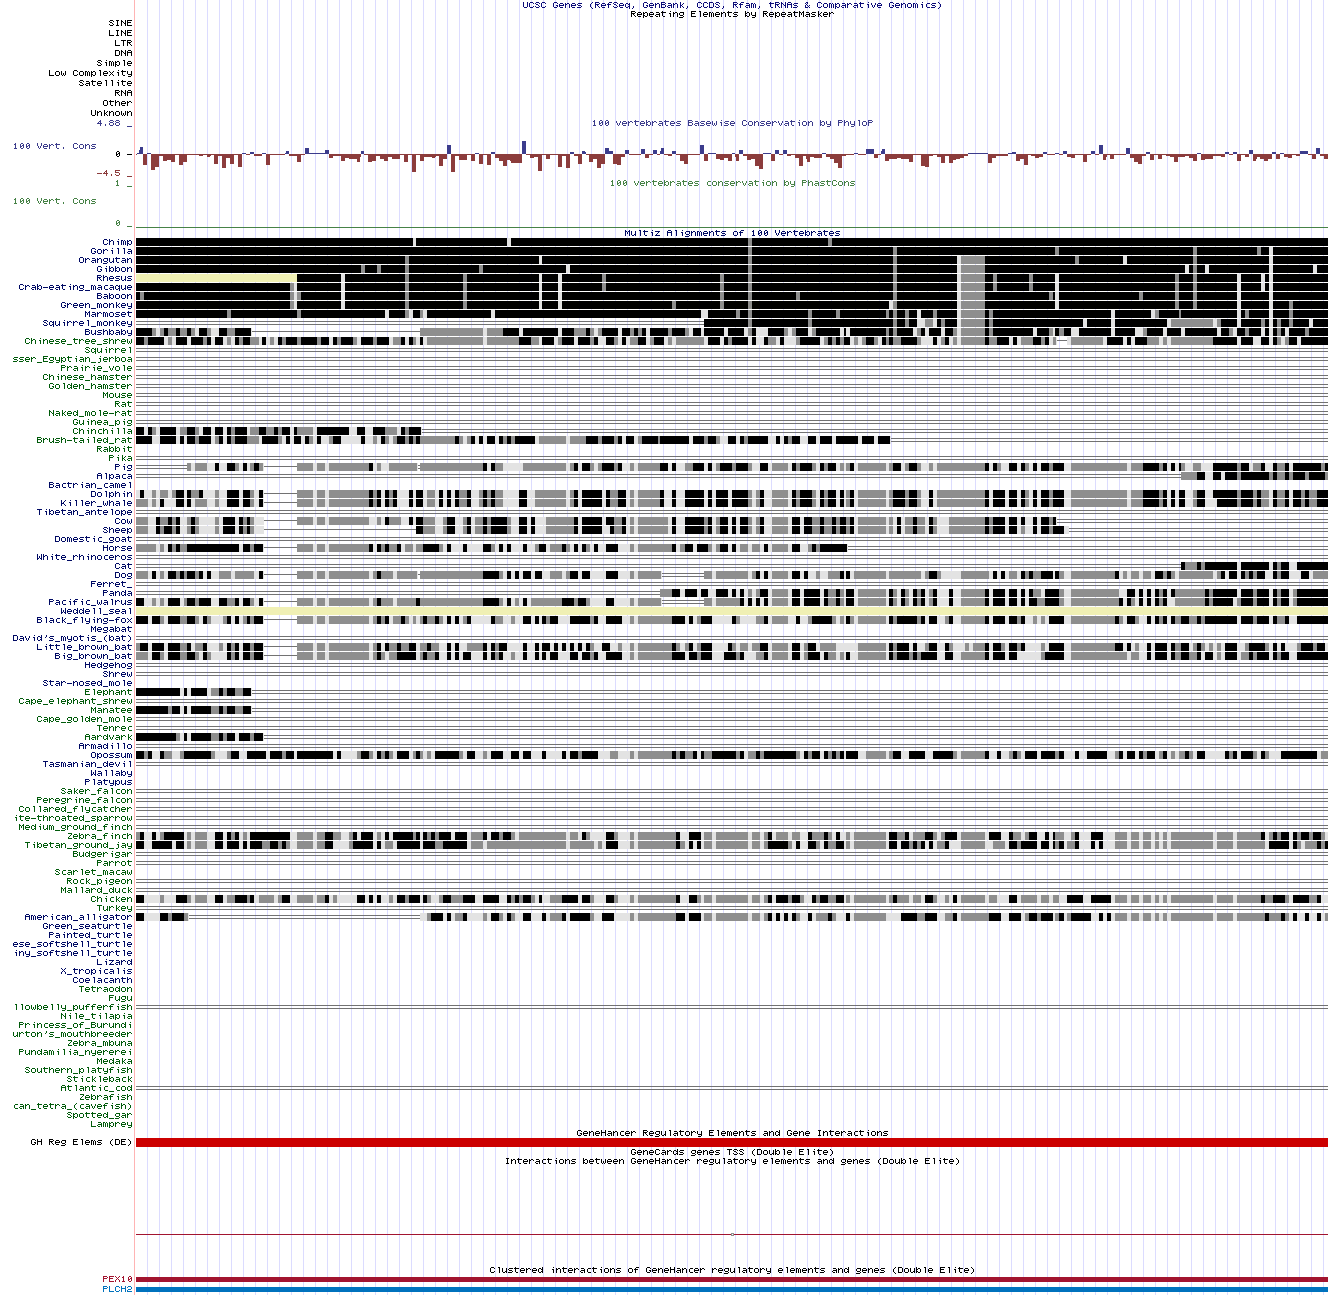 UCSC Genes (RefSeq, GenBank, CCDS, Rfam, tRNAs & Comparative Genomics)
Repeating Elements by RepeatMasker
SINE
LINE
LTR
DNA
Simple
Low Complexity
Satellite
RNA
Other
Unknown
4.88 _
100 vertebrates Basewise Conservation by PhyloP
100 Vert. Cons
0 _
-4.5 _
1 _
100 vertebrates conservation by PhastCons
100 Vert. Cons
0 _
Multiz Alignments of 100 Vertebrates
Chimp
Gorilla
Orangutan
Gibbon
Rhesus
Crab-eating_macaque
Baboon
Green_monkey
Marmoset
Squirrel_monkey
Bushbaby
Chinese_tree_shrew
Squirrel
sser_Egyptian_jerboa
Prairie_vole
Chinese_hamster
Golden_hamster
Mouse
Rat
Naked_mole-rat
Guinea_pig
Chinchilla
Brush-tailed_rat
Rabbit
Pika
Pig
Alpaca
Bactrian_camel
Dolphin
Killer_whale
Tibetan_antelope
Cow
Sheep
Domestic_goat
Horse
White_rhinoceros
Cat
Dog
Ferret_
Panda
Pacific_walrus
Weddell_seal
Black_flying-fox
Megabat
David's_myotis_(bat)
Little_brown_bat
Big_brown_bat
Hedgehog
Shrew
Star-nosed_mole
Elephant
Cape_elephant_shrew
Manatee
Cape_golden_mole
Tenrec
Aardvark
Armadillo
Opossum
Tasmanian_devil
Wallaby
Platypus
Saker_falcon
Peregrine_falcon
Collared_flycatcher
ite-throated_sparrow
Medium_ground_finch
Zebra_finch
Tibetan_ground_jay
Budgerigar
Parrot
Scarlet_macaw
Rock_pigeon
Mallard_duck
Chicken
Turkey
American_alligator
Green_seaturtle
Painted_turtle
ese_softshell_turtle
iny_softshell_turtle
Lizard
X_tropicalis
Coelacanth
Tetraodon
Fugu
llowbelly_pufferfish
Nile_tilapia
Princess_of_Burundi
urton's_mouthbreeder
Zebra_mbuna
Pundamilia_nyererei
Medaka
Southern_platyfish
Stickleback
Atlantic_cod
Zebrafish
can_tetra_(cavefish)
Spotted_gar
Lamprey
GeneHancer Regulatory Elements and Gene Interactions
GH Reg Elems (DE)
GeneCards genes TSS (Double Elite)
Interactions between GeneHancer regulatory elements and genes (Double Elite)
Clustered interactions of GeneHancer regulatory elements and genes (Double Elite)
PEX10
PLCH2